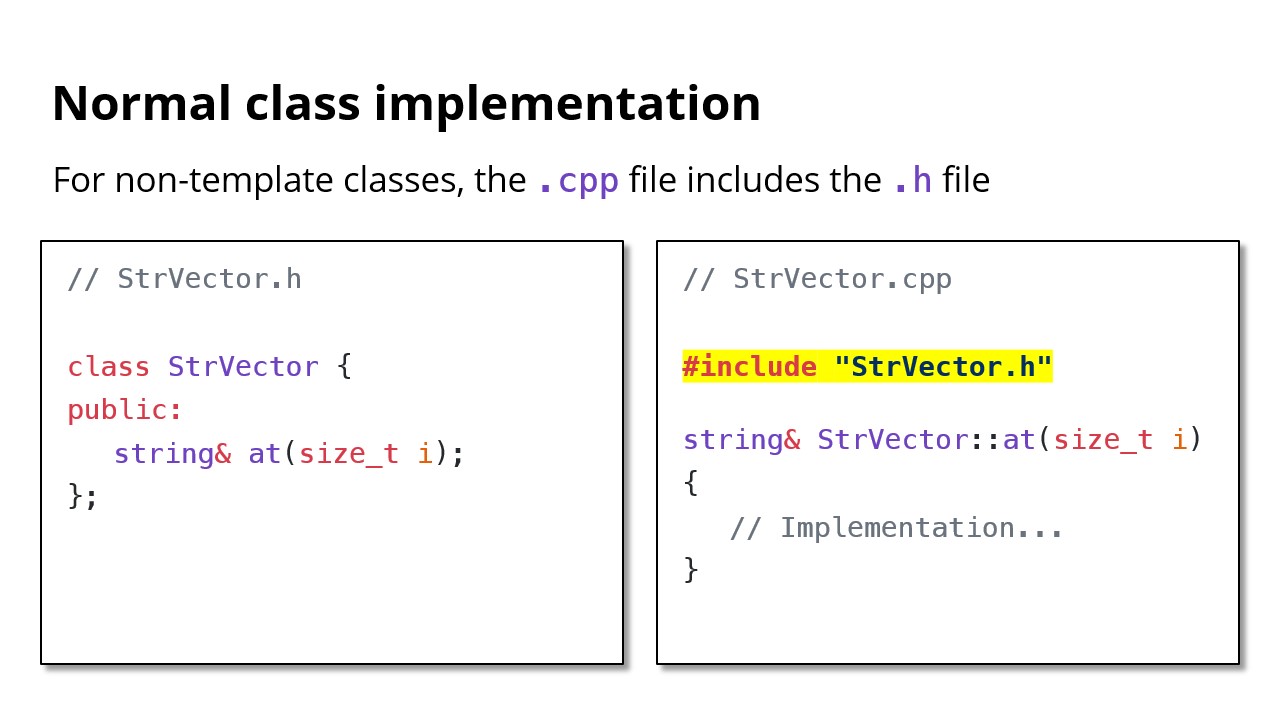 Normal class implementation
For non-template classes, the .cpp file includes the .h file
// StrVector.h
class StrVector {
public:
string& at(size_t i);
};
// StrVector.cpp
#include "StrVector.h"
string& StrVector::at(size_t i)
{
// Implementation...
}